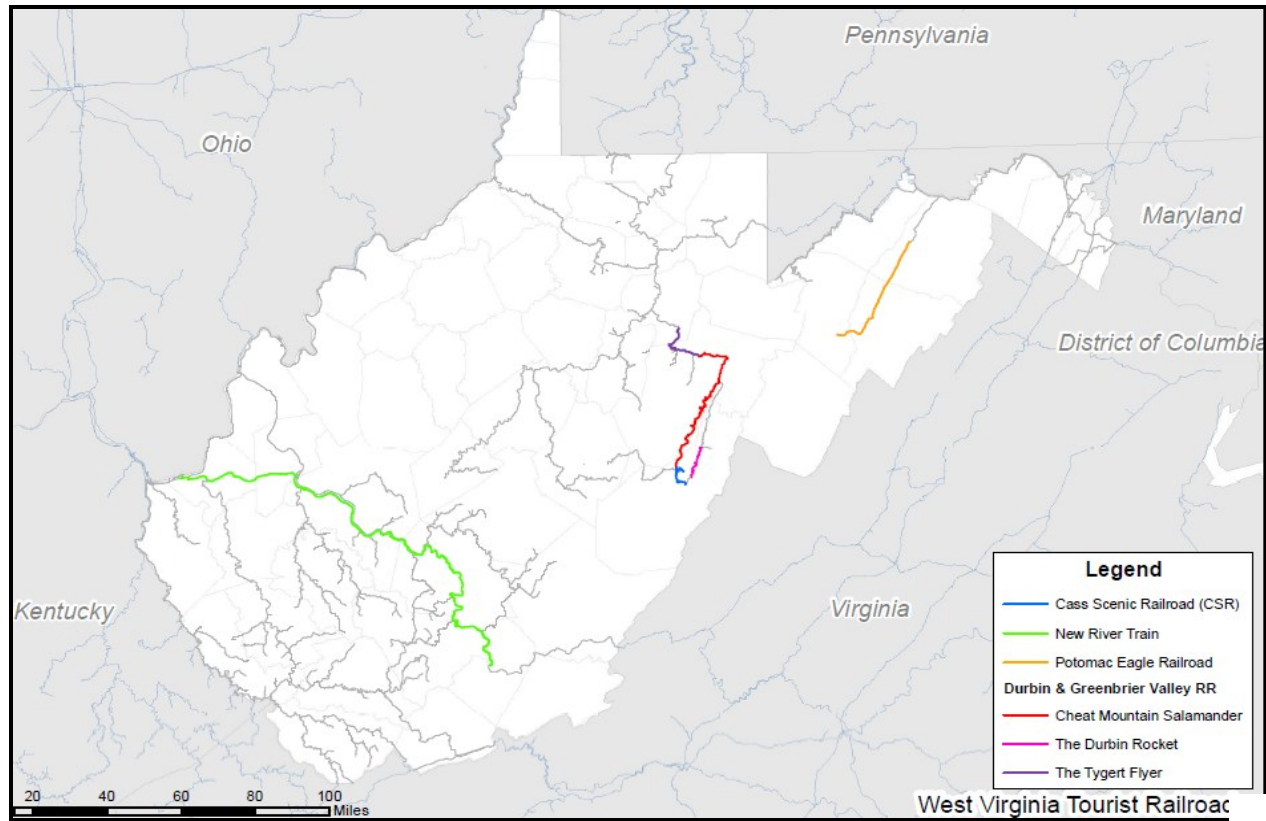 Pennsylvania
Ohio
Maryland
District of Columbia
Kentucky
Virginia
Legend
Cass Scenic Railroad (CSR)
New River Train
Potomac Eagle Railroad
Durbin & Greenbrier Valley RR
Cheat Mountain Salamander
The Durbin Rocket
The Tygert Flyer
20 40 60 80 100
Miles
West Virginia Tourist Railroad